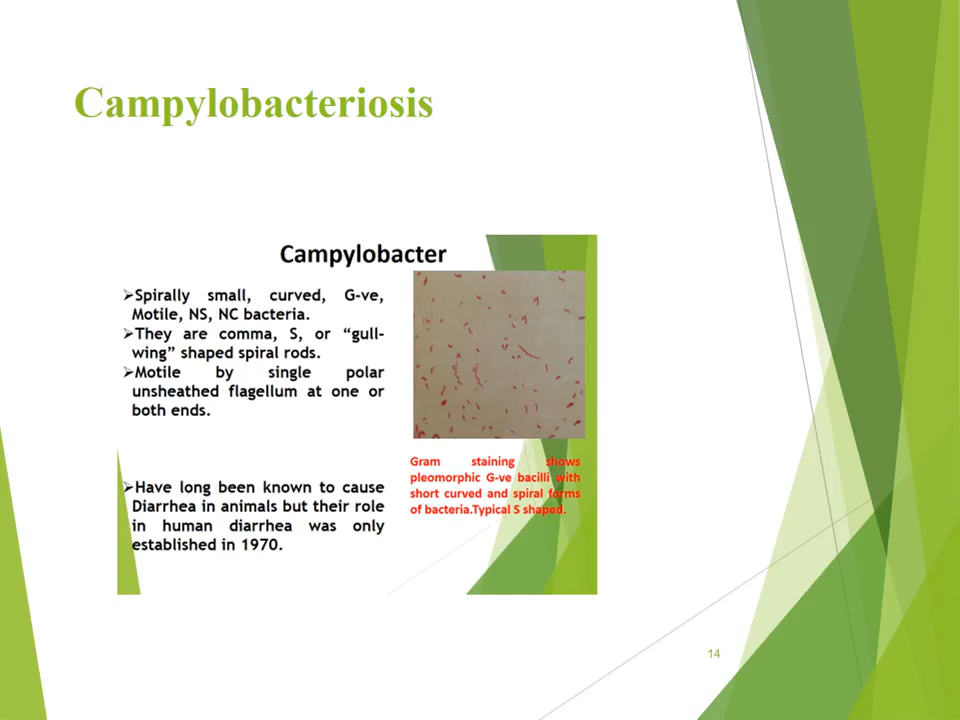 Campylobacteriosis
Campylobacter
➢Spirally small, curved, G-ve,
Motile, NS, NC bacteria.
➢They are comma, S, or “gull-
wing” shaped spiral rods.
➢Motile by single polar
unsheathed flagellum at one or
both ends.
➢Have long been known to cause
Diarrhea in animals but their role
in human diarrhea was only
established in 1970.
Gram staining shows
pleomorphic G-ve bacilli with
short curved and spiral forms
of bacteria.Typical S shaped.
14